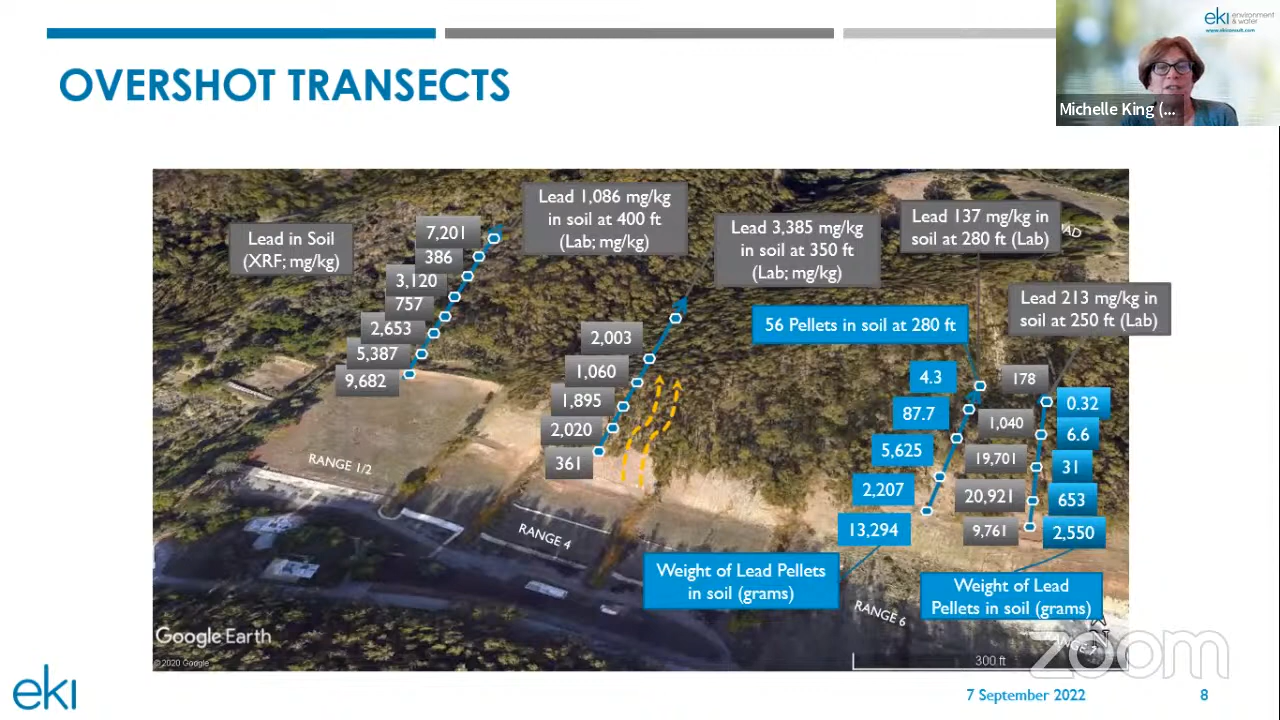 eki environment
& water
www.ekiconsult.com
Michelle King (...
OVERSHOT TRANSECTS
Lead in Soil
(XRF; mg/kg)
7,201
386
3,120
757
2,653
5,387
9,682
Lead 1,086 mg/kg
in soil at 400 ft
(Lab; mg/kg)
2,003
1,060
1,895
2,020
361
Lead 3,385 mg/kg
in soil at 350 ft
(Lab; mg/kg)
Lead 137 mg/kg in
soil at 280 ft (Lab)
Lead 213 mg/kg in
soil at 250 ft (Lab)
56 Pellets in soil at 280 ft
4.3
87.7
5,625
2,207
13,294
178
1,040
19,701
20,921
9,761
0.32
6.6
31
653
2,550
Weight of Lead Pellets
in soil (grams)
Weight of Lead
Pellets in soil (grams)
RANGE 1/2
RANGE 4
RANGE 6
Google Earth
© 2020 Google
300 ft
zoom
eki
7 September 2022
8